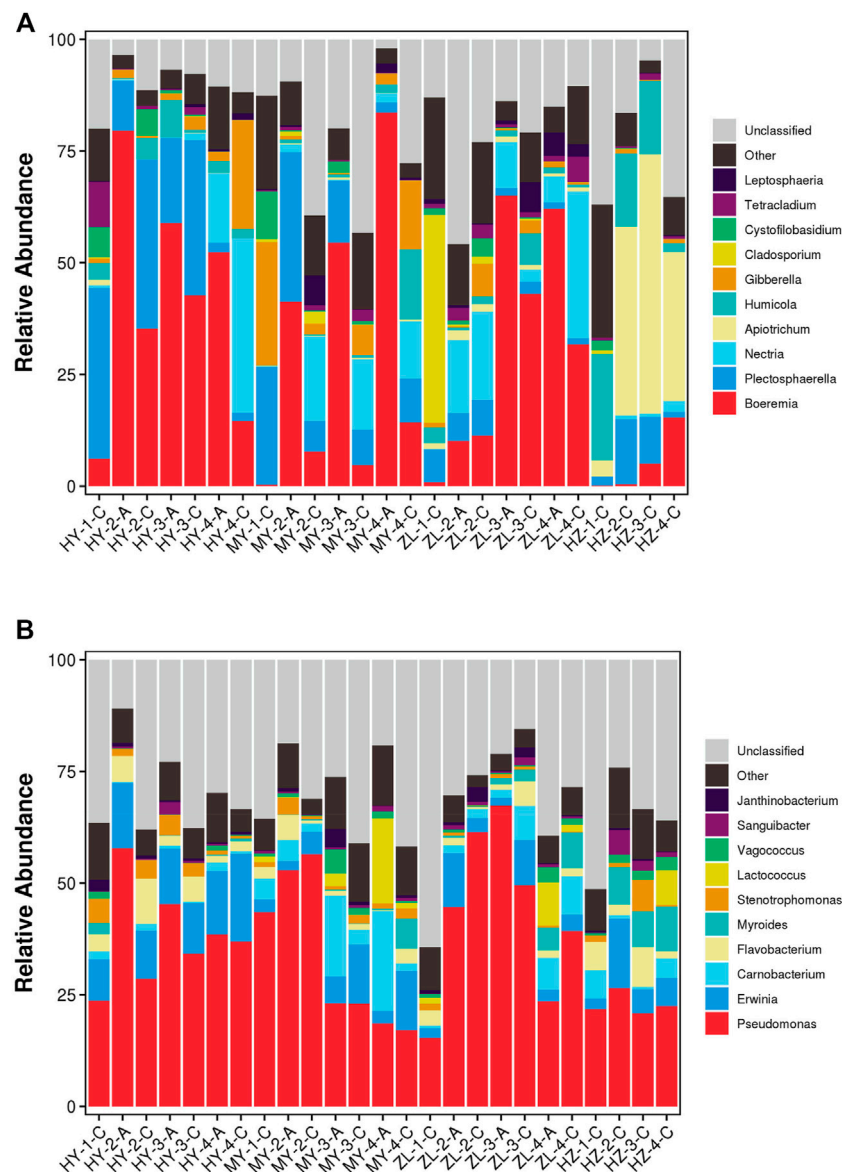 A
100
75
50
25
0
Relative Abundance
Unclassified
Other
Leptosphaeria
Tetracladium
Cystofilobasidium
Cladosporium
Gibberella
Humicola
Apiotrichum
Nectria
Plectosphaerella
Boeremia
HY-1-C
HY-2-A
HY-2-C
HY-3-A
HY-3-C
HY-4-A
HY-4-C
MY-1-C
MY-2-A
MY-2-C
MY-3-A
MY-3-C
MY-4-A
MY-4-C
ZL-1-C
ZL-2-A
ZL-2-C
ZL-3-A
ZL-3-C
ZL-4-A
ZL-4-C
HZ-1-C
HZ-2-C
HZ-3-C
HZ-4-C
B
100
75
50
25
0
Relative Abundance
Unclassified
Other
Janthinobacterium
Sanguibacter
Vagococcus
Lactococcus
Stenotrophomonas
Myroides
Flavobacterium
Carnobacterium
Erwinia
Pseudomonas
HY-1-C
HY-2-A
HY-2-C
HY-3-A
HY-3-C
HY-4-A
HY-4-C
MY-1-C
MY-2-A
MY-2-C
MY-3-A
MY-3-C
MY-4-A
MY-4-C
ZL-1-C
ZL-2-A
ZL-2-C
ZL-3-A
ZL-3-C
ZL-4-A
ZL-4-C
HZ-1-C
HZ-2-C
HZ-3-C
HZ-4-C